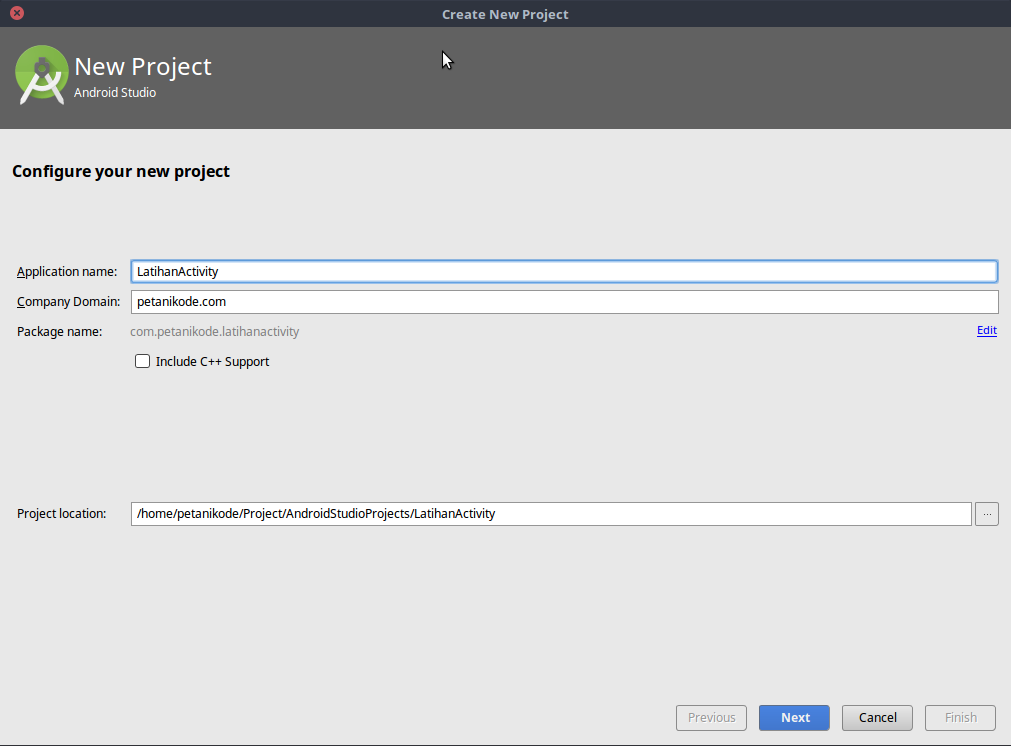 Create New Project
New Project
Android Studio
Configure your new project
Application name: LatihanActivity
Company Domain: petanikode.com
Package name: com.petanikode.latihanactivity Edit
Include C++ Support
Project location: /home/petanikode/Project/AndroidStudioProjects/LatihanActivity ...
Previous Next Cancel Finish